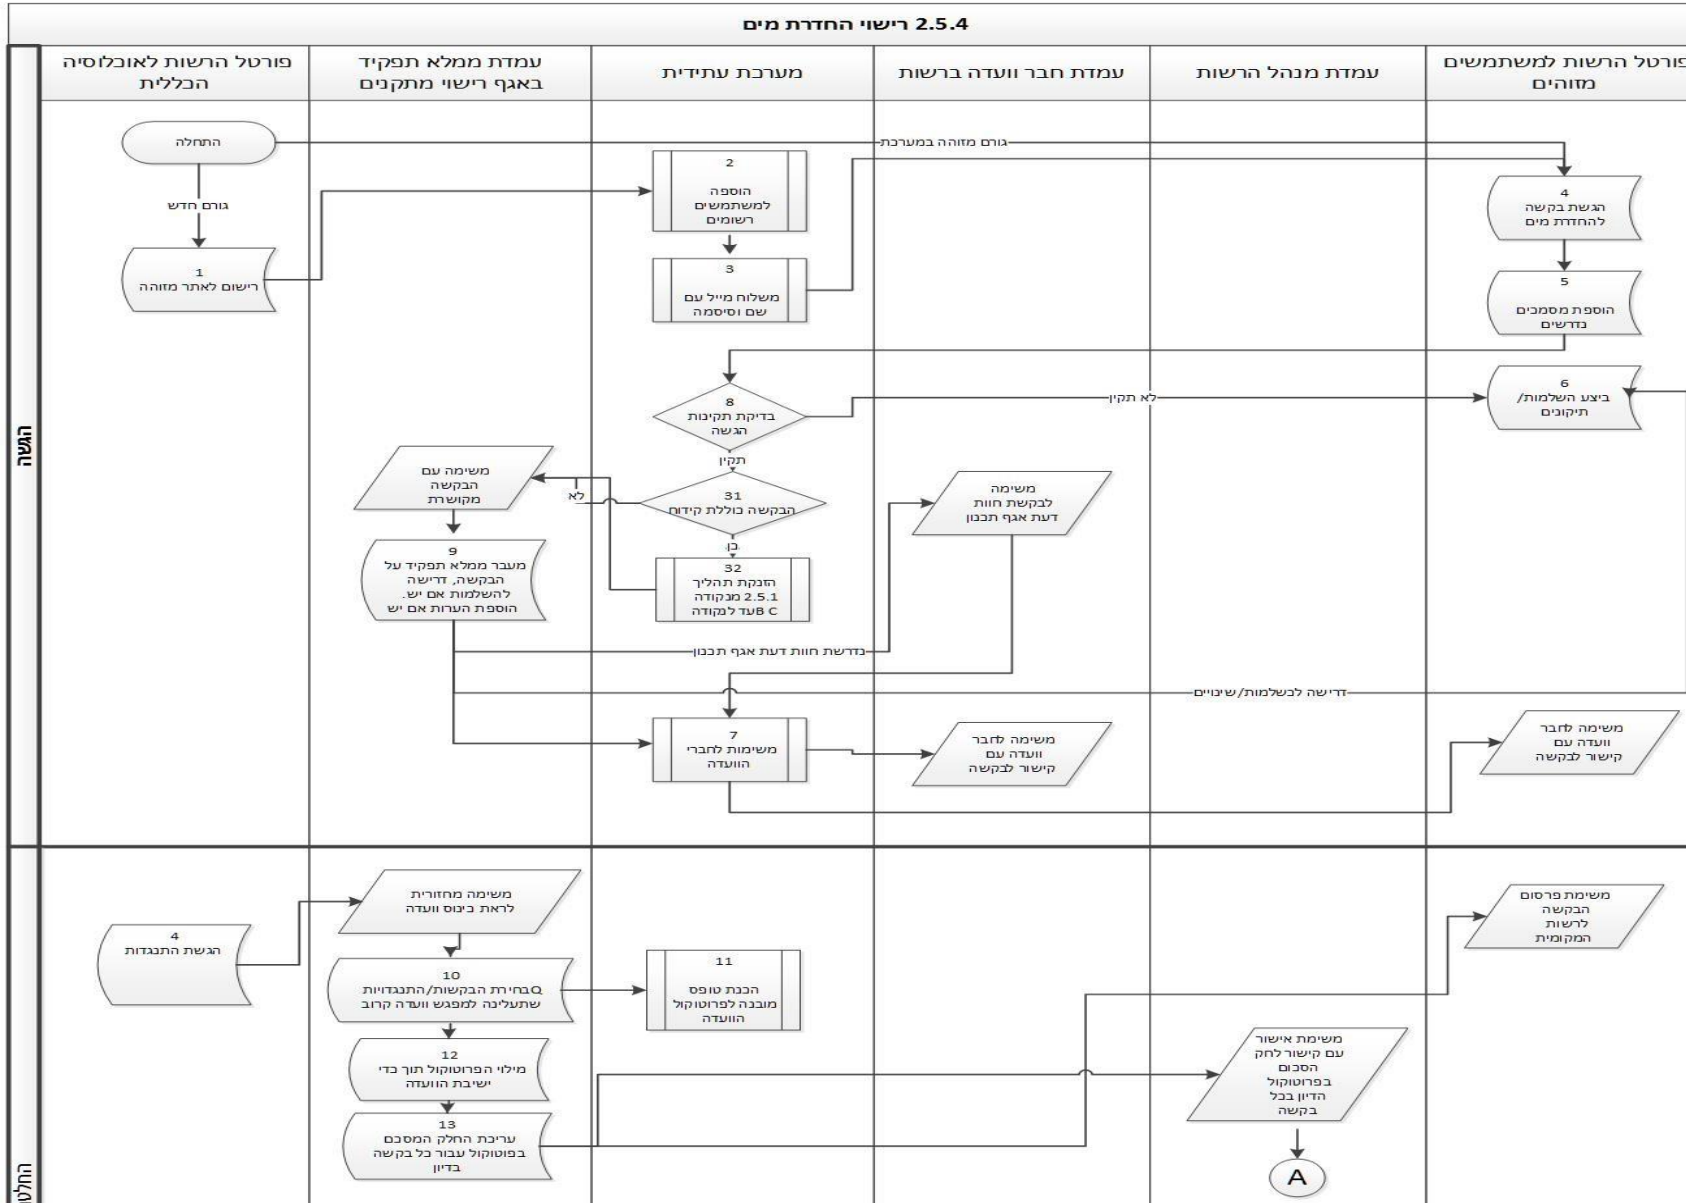 2.5.4 רישוי החדרת מים
פורטל הרשות לאוכלוסיה
הכללית
עמדת ממלא תפקיד
באגף רישוי מתקנים
מערכת עתידית
עמדת חבר וועדה ברשות
עמדת מנהל הרשות
פורטל הרשות למשתמשים
מזוהים
הגשה
התחלה
גורם מזוהה במערכת
גורם חדש
1
רישום לאתר מזוהה
2
הוספה
למשתמשים
רשומים
3
משלוח מייל עם
שם וסיסמה
4
הגשת בקשה
להחדרת מים
5
הוספת מסמכים
נדרשים
6
ביצע השלמות/
תיקונים
8
בדיקת תקינות
הגשה
לא תקין
תקין
31
הבקשה כוללת קידוח
לא
כן
32
הזנקת תהליך
2.5.1 מנקודה
B עד לנקודה C
משימה עם
הבקשה
מקושרת
9
מעבר ממלא תפקיד על
הבקשה, דרישה
להשלמות אם יש.
הוספת הערות אם יש
משימה
לבקשת חוות
דעת אגף תכנון
נדרשת חוות דעת אגף תכנון
דרישה לכשלמות/שינויים
7
משימות לחברי
הוועדה
משימה לחבר
וועדה עם
קישור לבקשה
משימה לחבר
וועדה עם
קישור לבקשה
4
הגשת התנגדות
משימה מחזורית
לראת כינוס וועדה
10
Qבחירת הבקשות/התנגדויות
שתעלינה למפגש וועדה קרוב
11
הכנת טופס
מובנה לפרוטוקול
הוועדה
12
מילוי הפרוטוקול תוך כדי
ישיבת הוועדה
13
עריכת החלק המסכם
בפוטוקול עבור כל בקשה
בדיון
משימת אישור
עם קישור לחק
הסכום
בפרוטוקול
הדיון בכל
בקשה
A
משימת פרסום
הבקשה
לרשות
המקומית